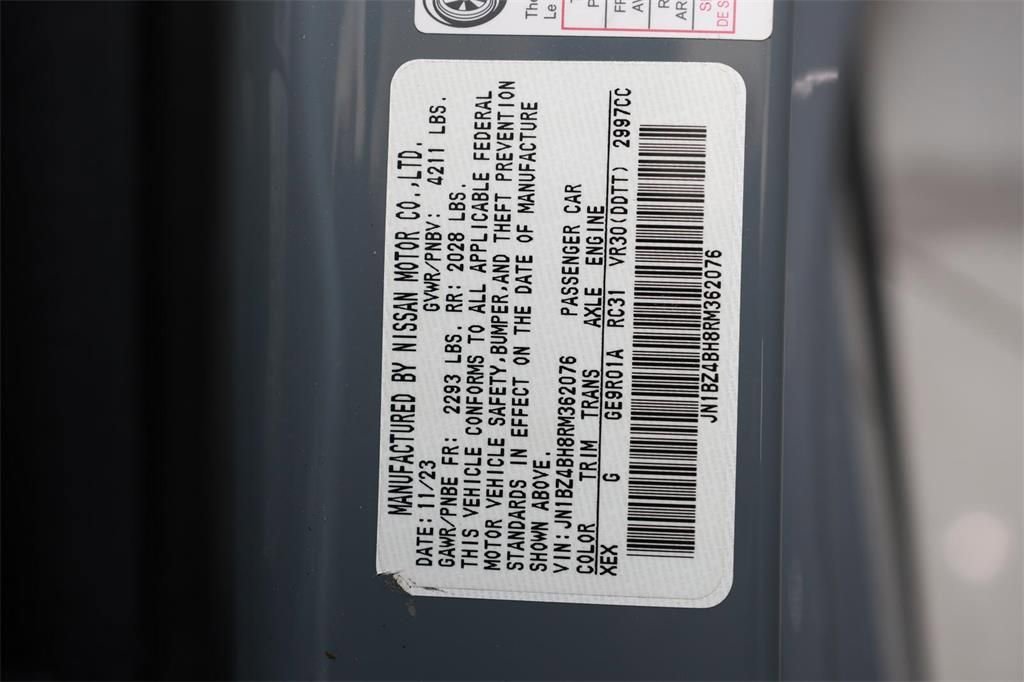 MANUFACTURED BY NISSAN MOTOR CO.,LTD.
DATE: 11/23 GVWR/PNBV: 4211 LBS.
GAWR/PNBE FR: 2293 LBS. RR: 2028 LBS.
THIS VEHICLE CONFORMS TO ALL APPLICABLE FEDERAL
MOTOR VEHICLE SAFETY,BUMPER,AND THEFT PREVENTION
STANDARDS IN EFFECT ON THE DATE OF MANUFACTURE
SHOWN ABOVE.
VIN:JN1BZ4BH8RM362076 PASSENGER CAR
COLOR TRIM TRANS AXLE ENGINE
XEX G GE9R01A RC31 VR30(DDTT) 2997CC
JN1BZ4BH8RM362076
The
Le